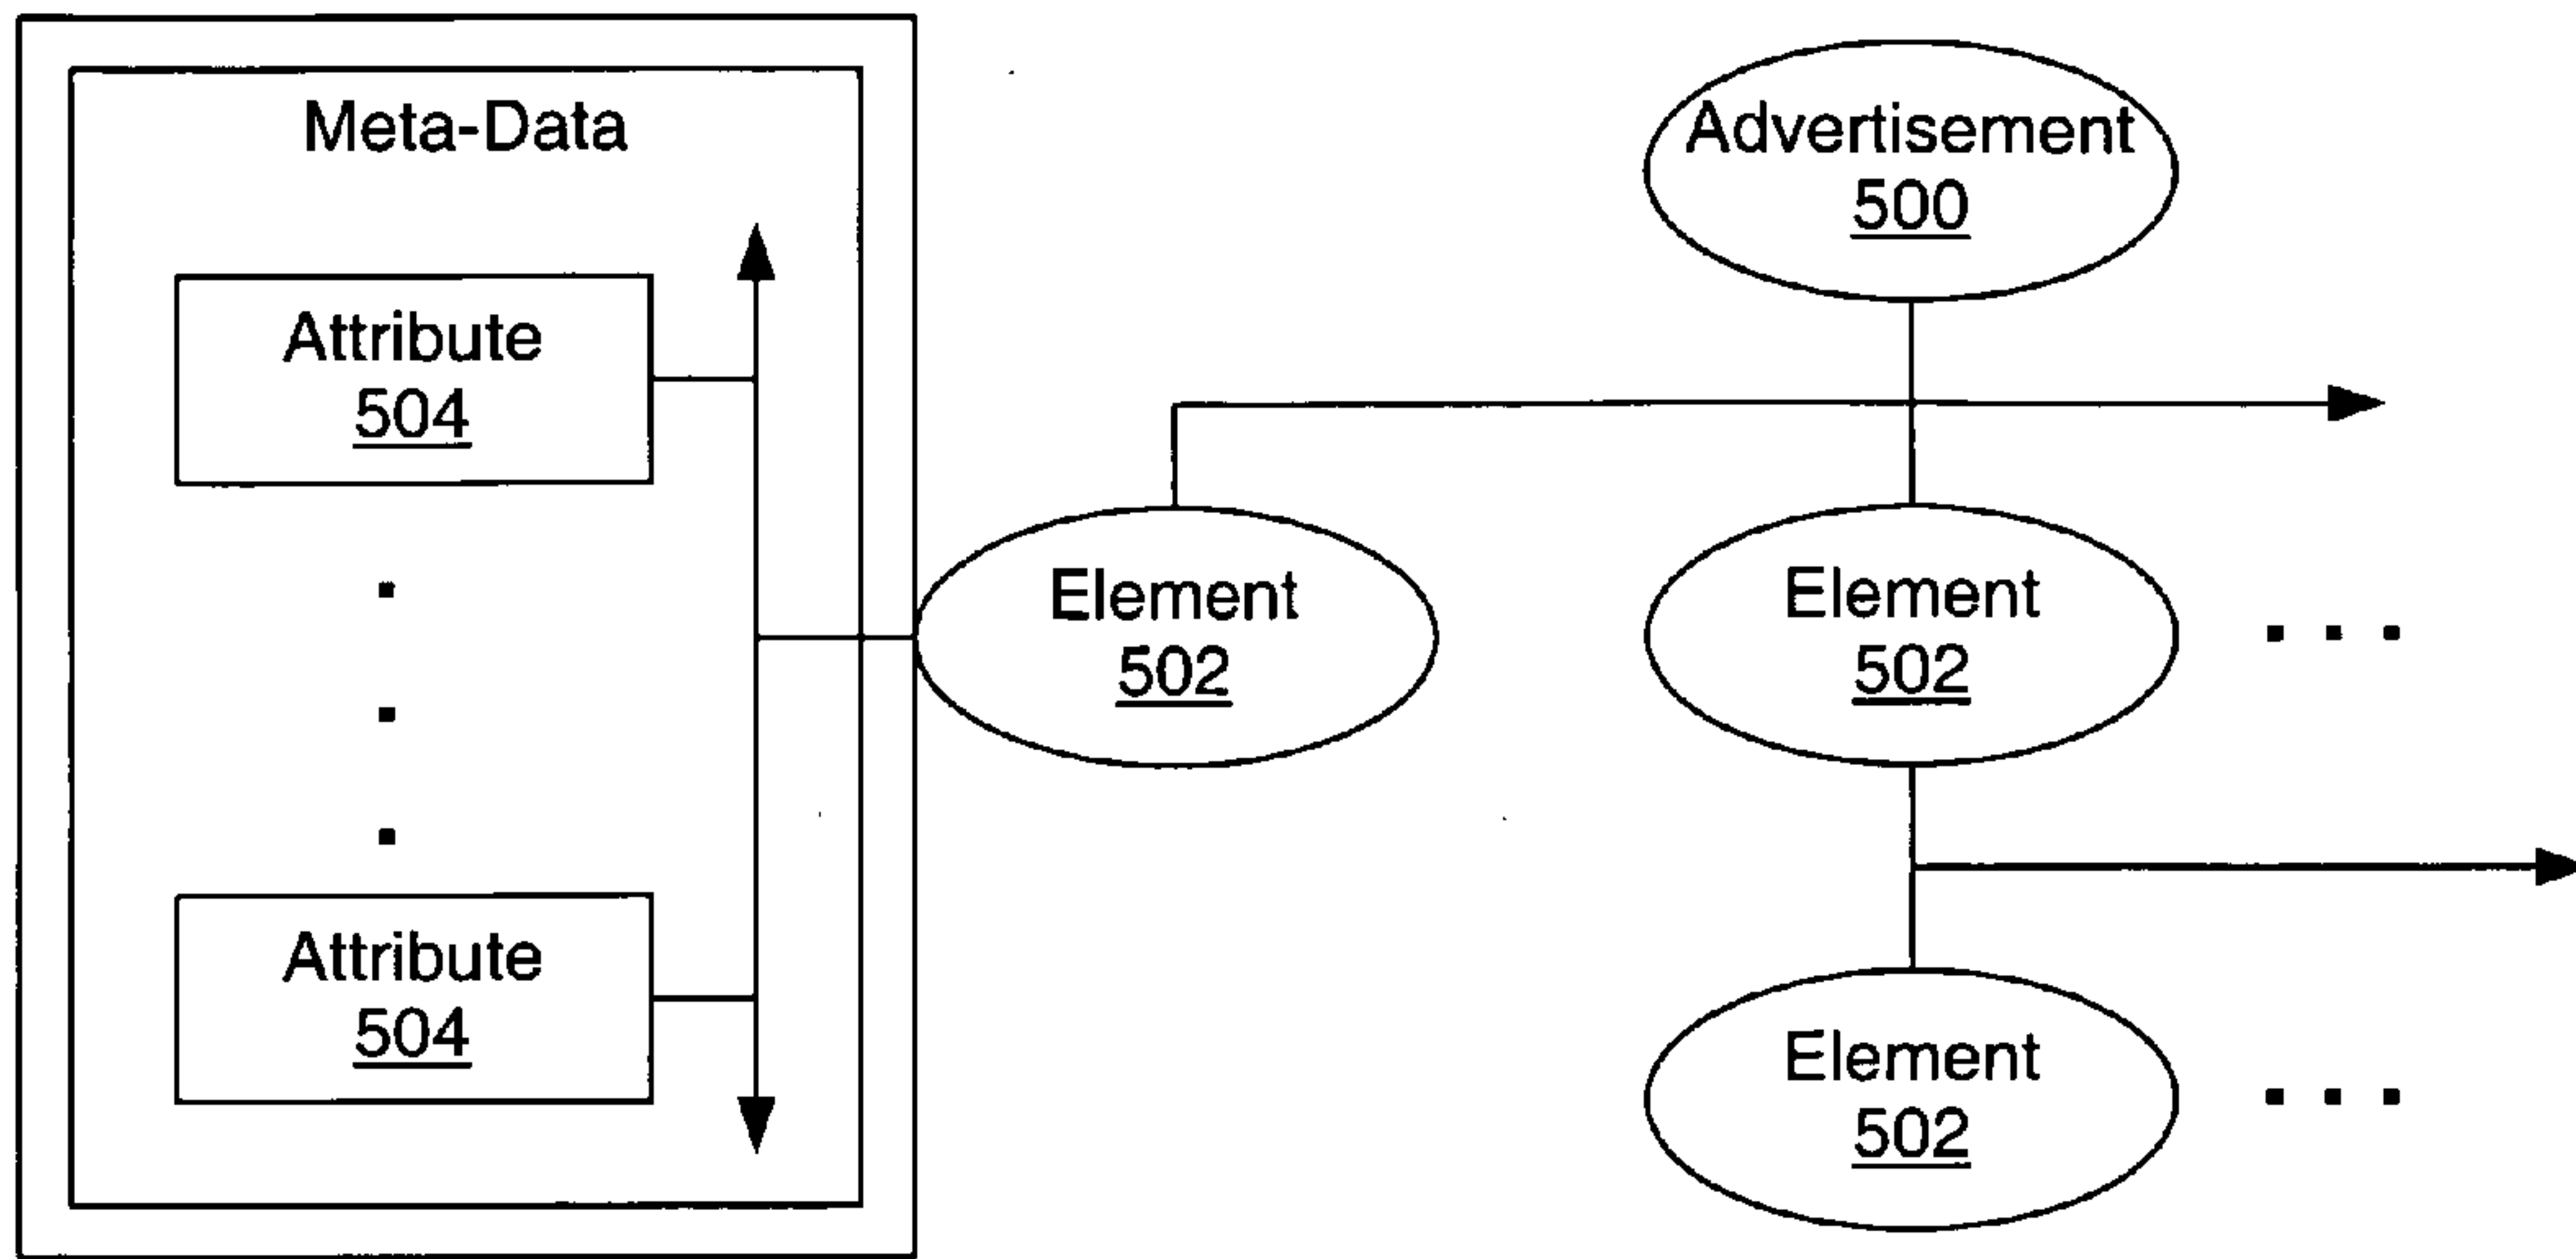 Meta-Data
Attribute
504
Attribute
504
Advertisement
500
Element
502
Element
502
Element
502